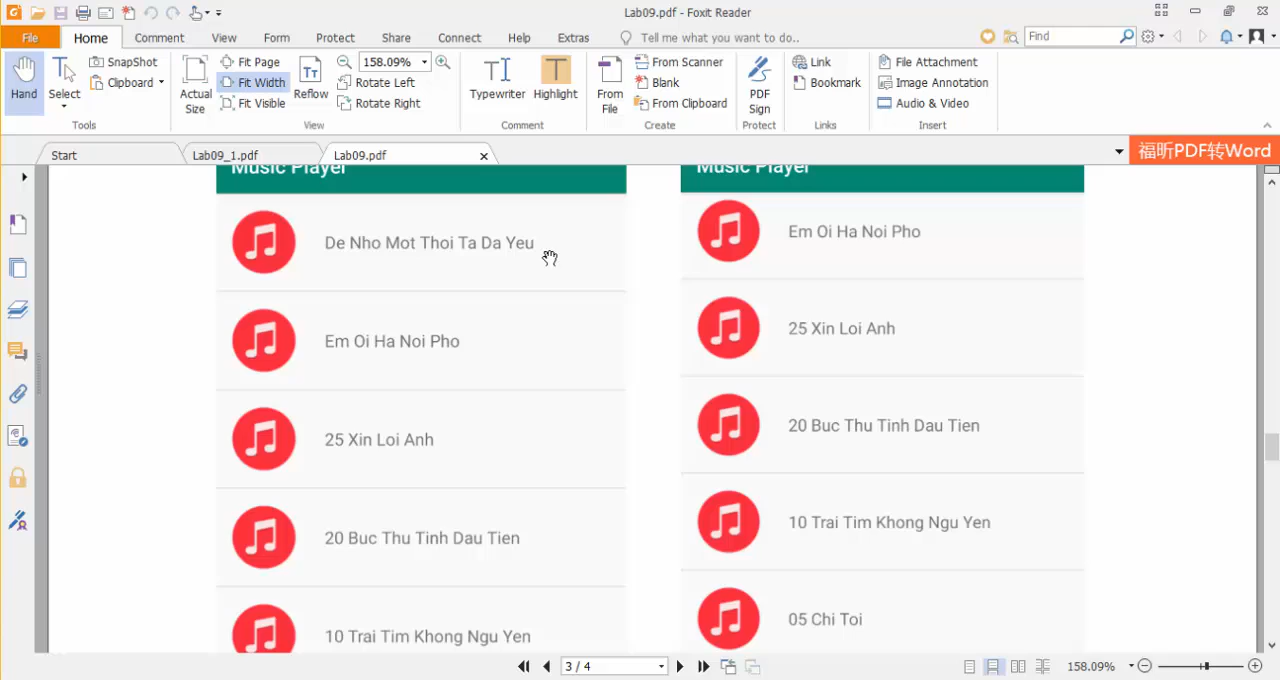 Lab09.pdf - Foxit Reader
File Home Comment View Form Protect Share Connect Help Extras Tell me what you want to do.. Find
Hand
Select
SnapShot
Clipboard
Tools
Actual Size
Fit Page
Fit Width
Fit Visible
Reflow
158.09%
Rotate Left
Rotate Right
View
Typewriter
Highlight
Comment
From File
From Scanner
Blank
From Clipboard
Create
PDF Sign
Protect
Link
Bookmark
Links
File Attachment
Image Annotation
Audio & Video
Insert
Start
Lab09_1.pdf
Lab09.pdf
福昕PDF转Word
Music Player
De Nho Mot Thoi Ta Da Yeu
Em Oi Ha Noi Pho
25 Xin Loi Anh
20 Buc Thu Tinh Dau Tien
10 Trai Tim Khong Ngu Yen
Music Player
Em Oi Ha Noi Pho
25 Xin Loi Anh
20 Buc Thu Tinh Dau Tien
10 Trai Tim Khong Ngu Yen
05 Chi Toi
3 / 4
158.09%